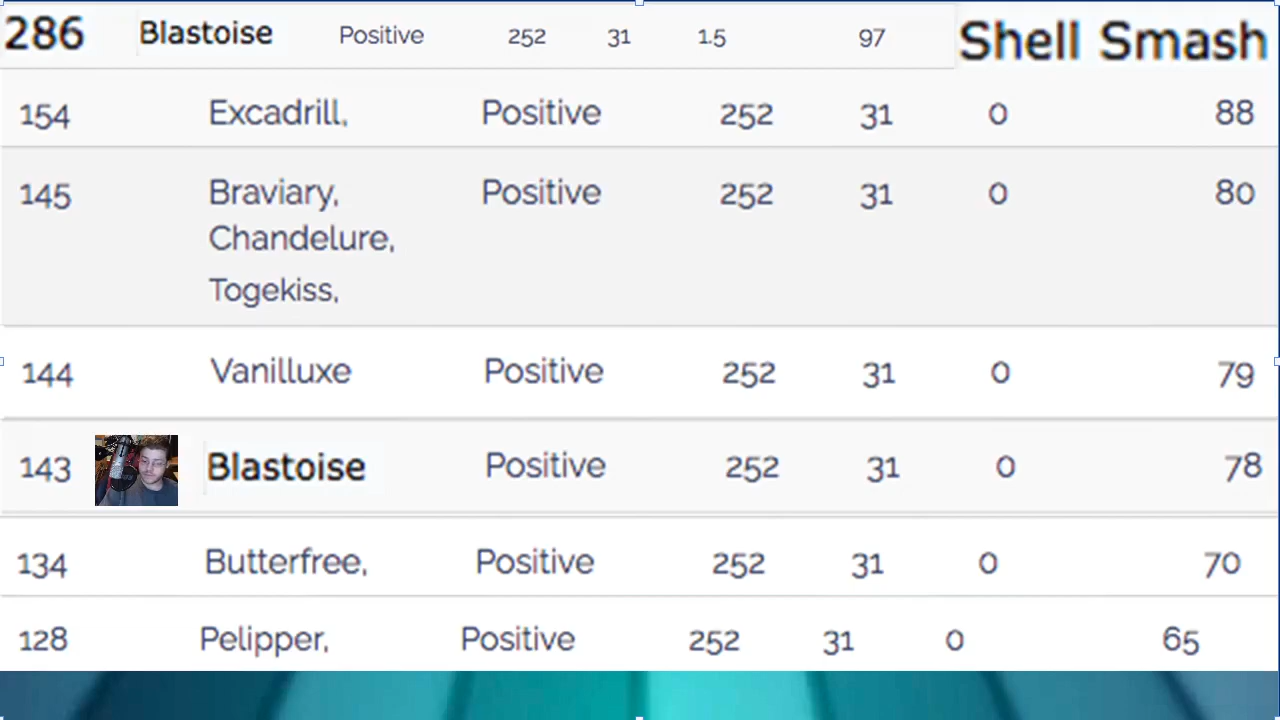 286 Blastoise Positive 252 31 1.5 97 Shell Smash
154 Excadrill, Positive 252 31 0 88
145 Braviary, Positive 252 31 0 80
Chandelure,
Togekiss,
144 Vanilluxe Positive 252 31 0 79
143 Blastoise Positive 252 31 0 78
134 Butterfree, Positive 252 31 0 70
128 Pelipper, Positive 252 31 0 65